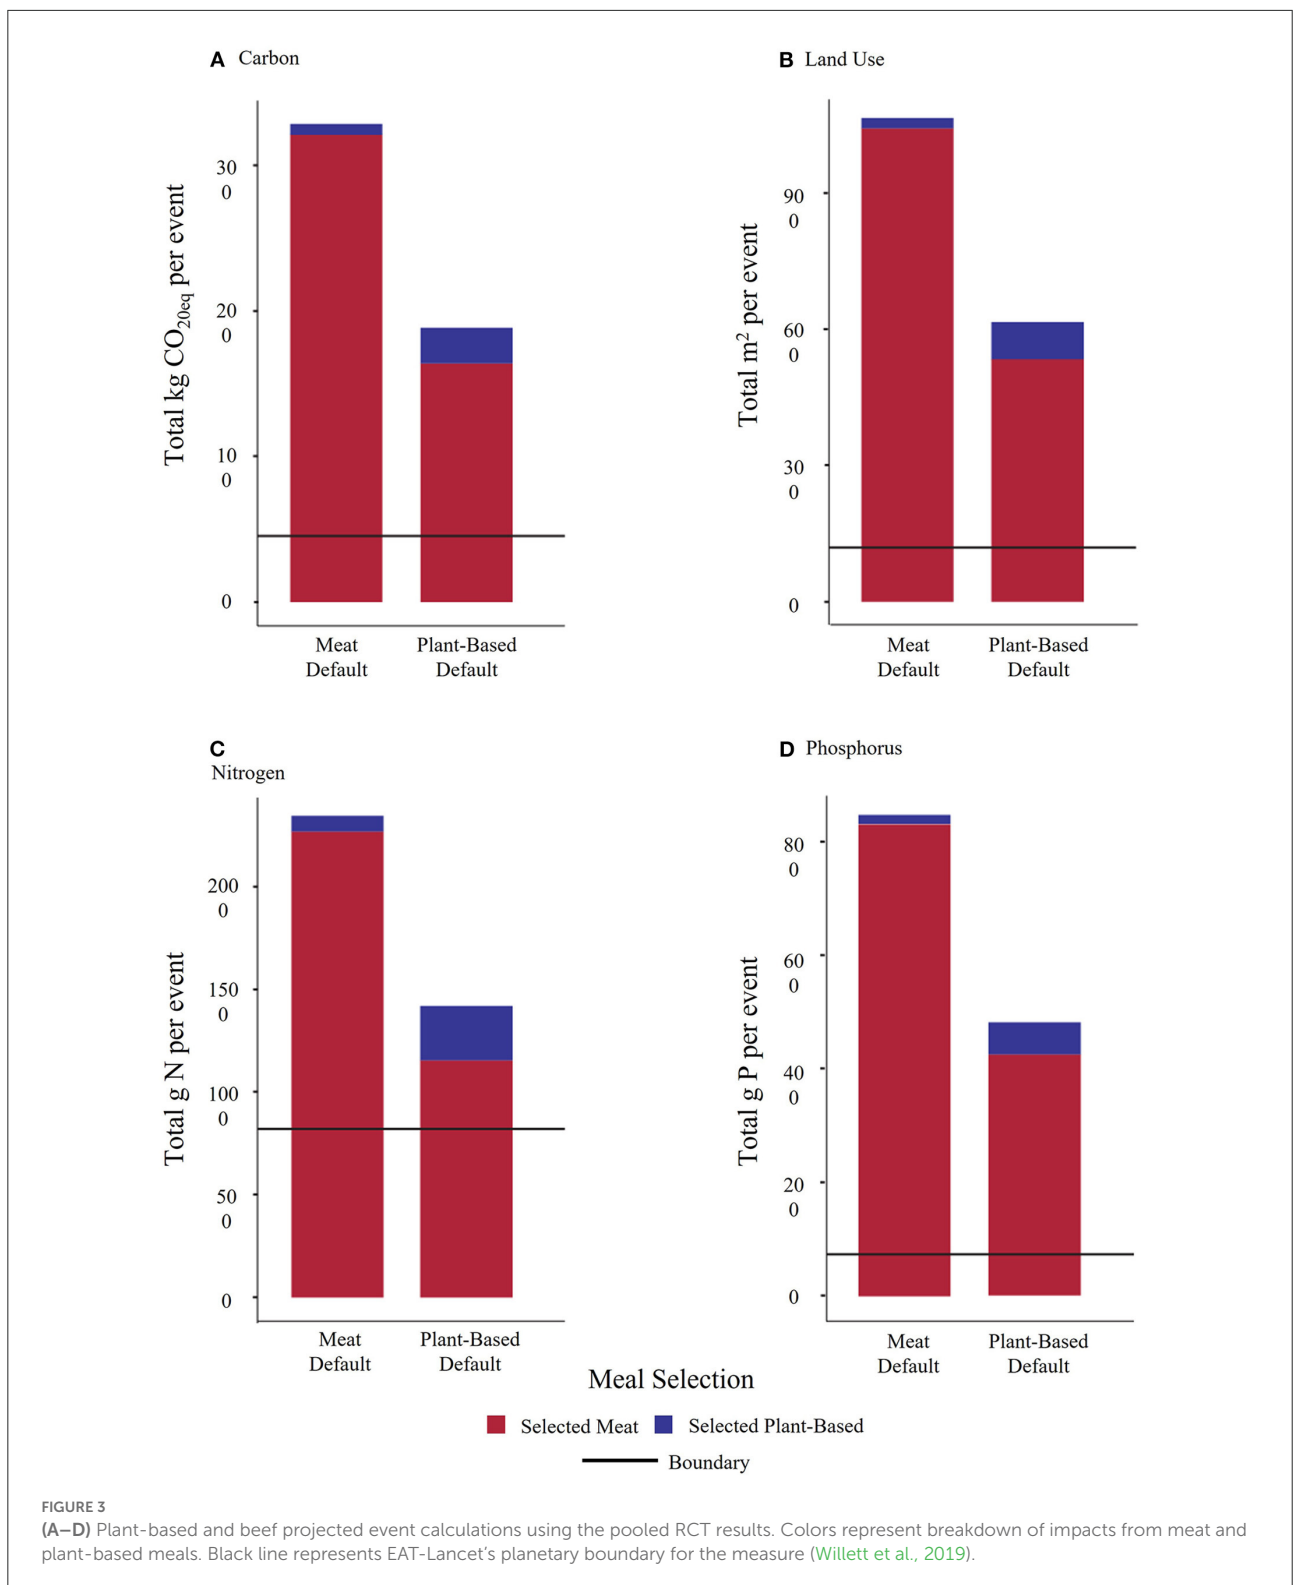 A Carbon
Total kg CO20eq per event
30
0
20
0
10
0
0
Meat
Default
Plant-Based
Default
B Land Use
Total m2 per event
90
0
60
0
30
0
0
Meat
Default
Plant-Based
Default
C
Nitrogen
Total g N per event
200
0
150
0
100
0
50
0
0
Meat
Default
Plant-Based
Default
D Phosphorus
Total g P per event
80
0
60
0
40
0
20
0
0
Meat
Default
Plant-Based
Default
Meal Selection
Selected Meat Selected Plant-Based
Boundary
FIGURE 3
(A–D) Plant-based and beef projected event calculations using the pooled RCT results. Colors represent breakdown of impacts from meat and
plant-based meals. Black line represents EAT-Lancet's planetary boundary for the measure (Willett et al., 2019).